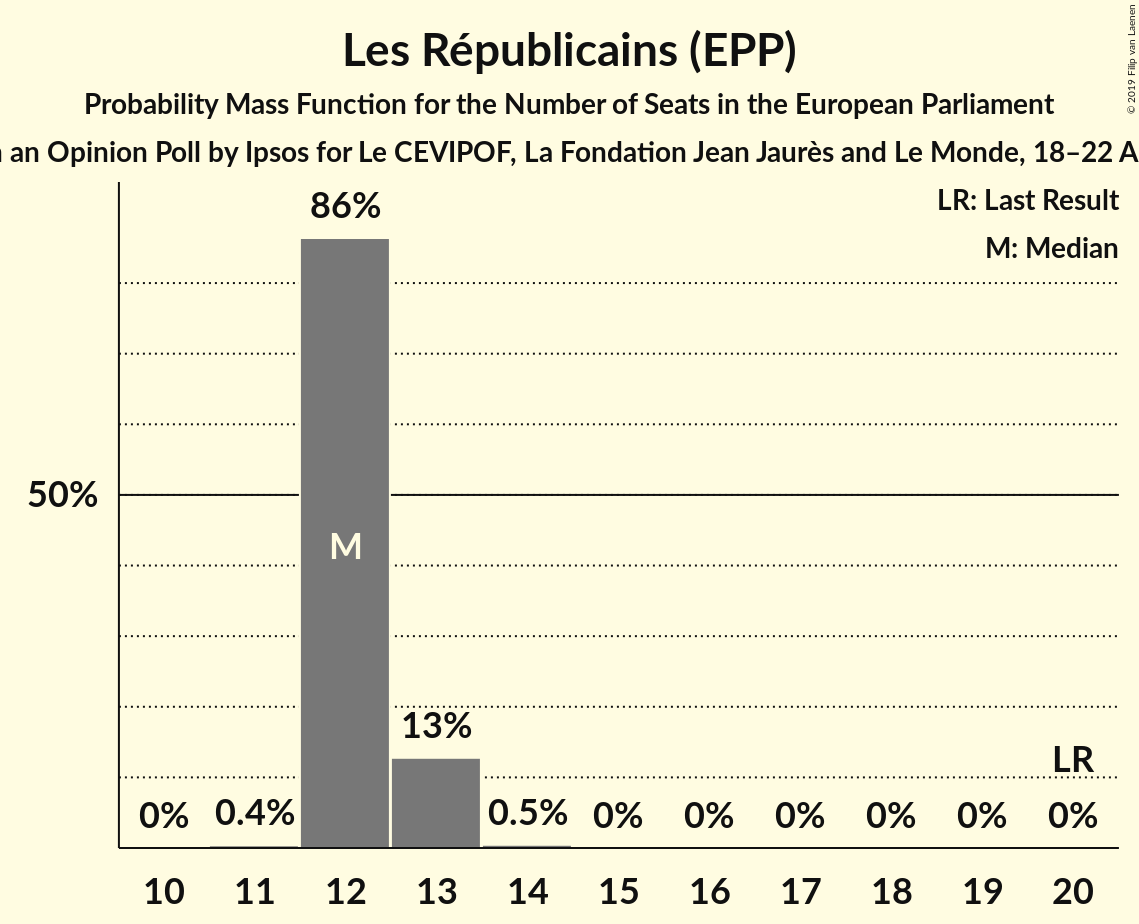 Les Républicains (EPP)
Probability Mass Function for the Number of Seats in the European Parliament
an Opinion Poll by Ipsos for Le CEVIPOF, La Fondation Jean Jaurès and Le Monde, 18–22 A
© 2019 Filip van Laenen
LR: Last Result
M: Median
86%
50%
M
13%
LR
0% 0.4% 0.5% 0% 0% 0% 0% 0% 0%
10 11 12 13 14 15 16 17 18 19 20